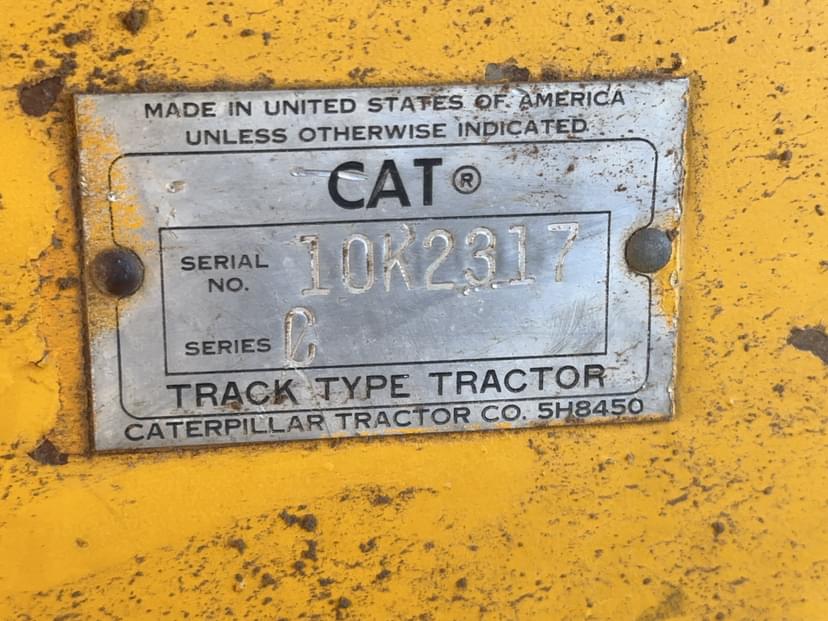 MADE IN UNITED STATES OF AMERICA
UNLESS OTHERWISE INDICATED
CAT®
SERIAL NO. 10K2317
SERIES C
TRACK TYPE TRACTOR
CATERPILLAR TRACTOR CO. 5H8450